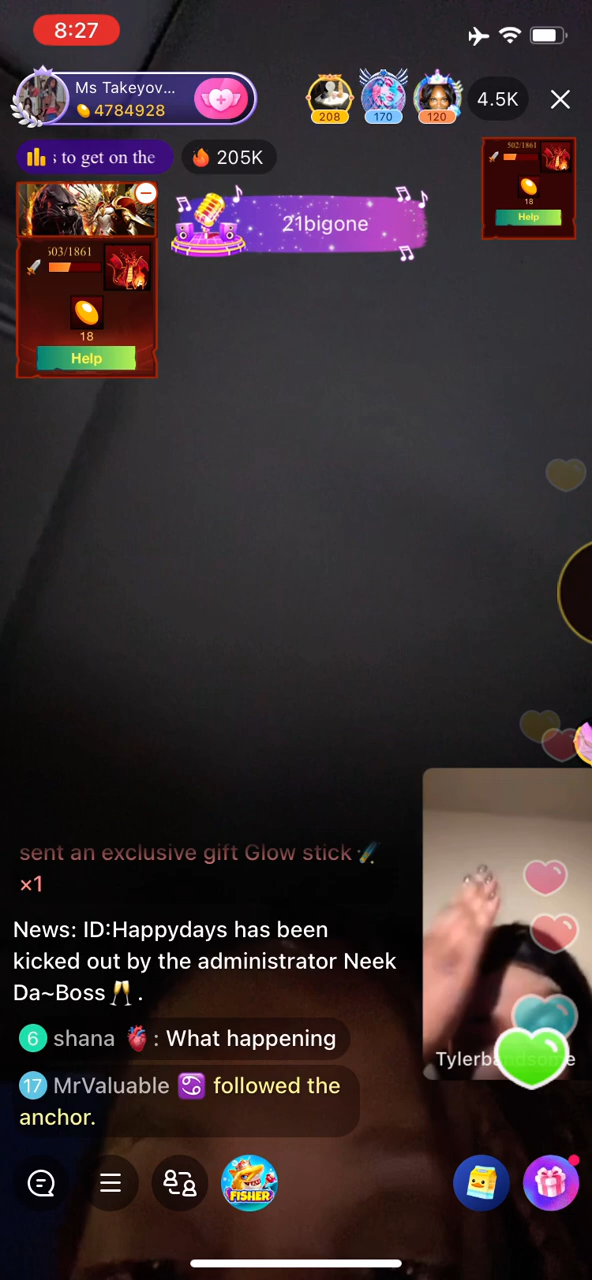 8:27
Ms Takeyov...
4784928
208
170
120
4.5K
s to get on the
205K
502/1861
18
Help
21bigone
503/1861
18
Help
sent an exclusive gift Glow stick
×1
News: ID:Happydays has been
kicked out by the administrator Neek
Da~Boss🥂.
6 shana 🫀: What happening
Tylerbandsome
17 MrValuable ♋ followed the
anchor.
FISHER